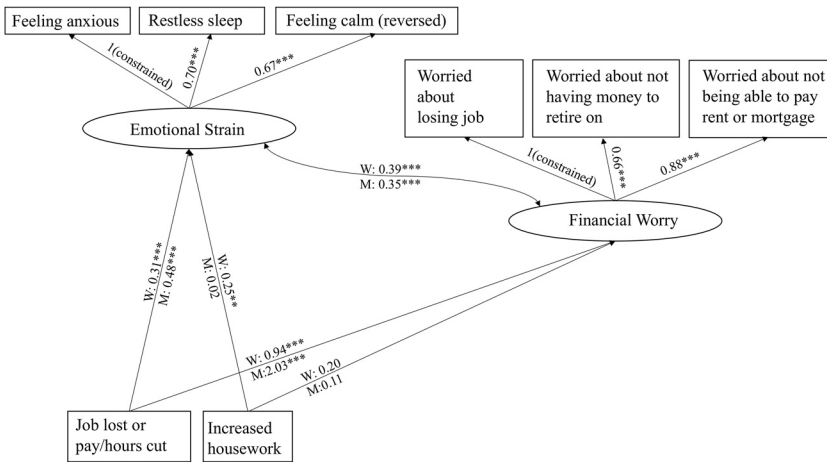 Feeling anxious
Restless sleep
Feeling calm (reversed)
1(constrained)
0.70***
0.67***
Worried
about
losing job
Worried about not
having money to
retire on
Worried about not
being able to pay
rent or mortgage
Emotional Strain
1(constrained)
0.66***
0.88***
W: 0.39***
M: 0.35***
Financial Worry
W: 0.31***
M: 0.48***
W: 0.25**
M: 0.02
W: 0.94***
M:2.03***
W: 0.20
M:0.11
Job lost or
pay/hours cut
Increased
housework